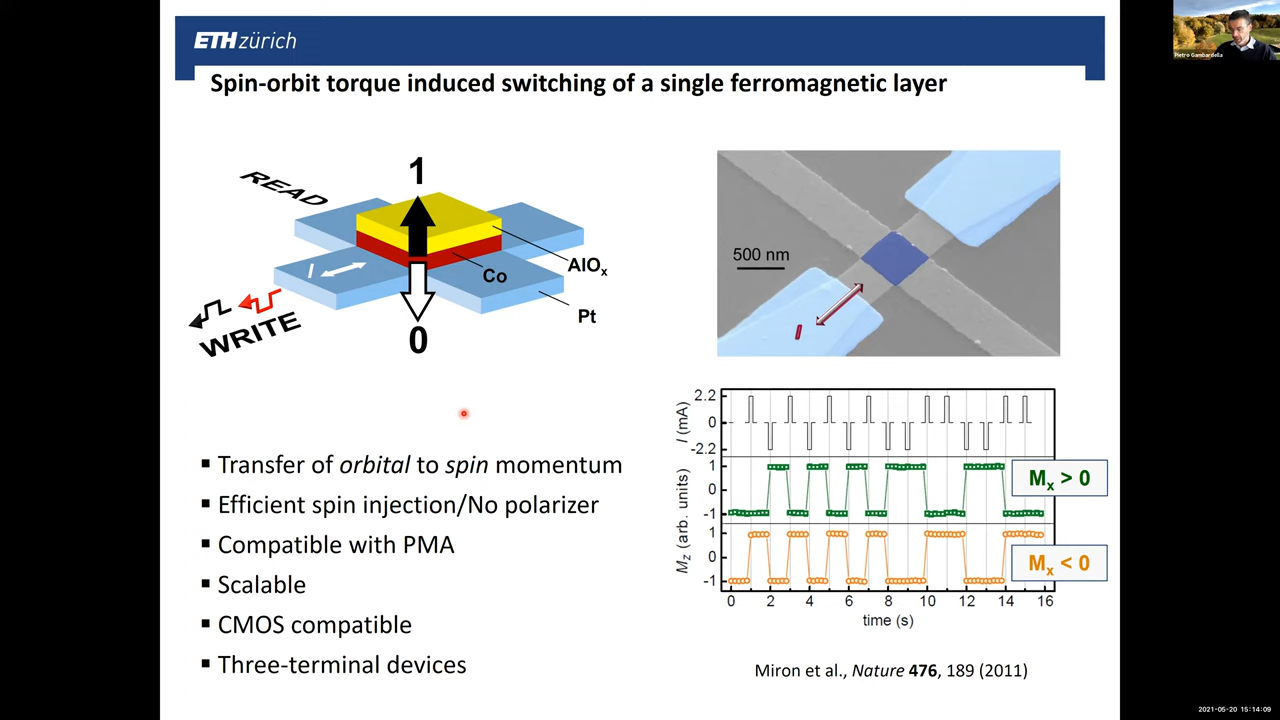 ETH zürich
Pietro Gambardella
Spin-orbit torque induced switching of a single ferromagnetic layer
READ
1
I
Co
AlOx
Pt
WRITE
0
500 nm
I
▪ Transfer of orbital to spin momentum
▪ Efficient spin injection/No polarizer
▪ Compatible with PMA
▪ Scalable
▪ CMOS compatible
▪ Three-terminal devices
I (mA)
2.2
0
-2.2
Mz (arb. units)
1
0
-1
1
0
-1
Mx > 0
Mx < 0
0 2 4 6 8 10 12 14 16
time (s)
Miron et al., Nature 476, 189 (2011)
2021-05-20 15:14:09